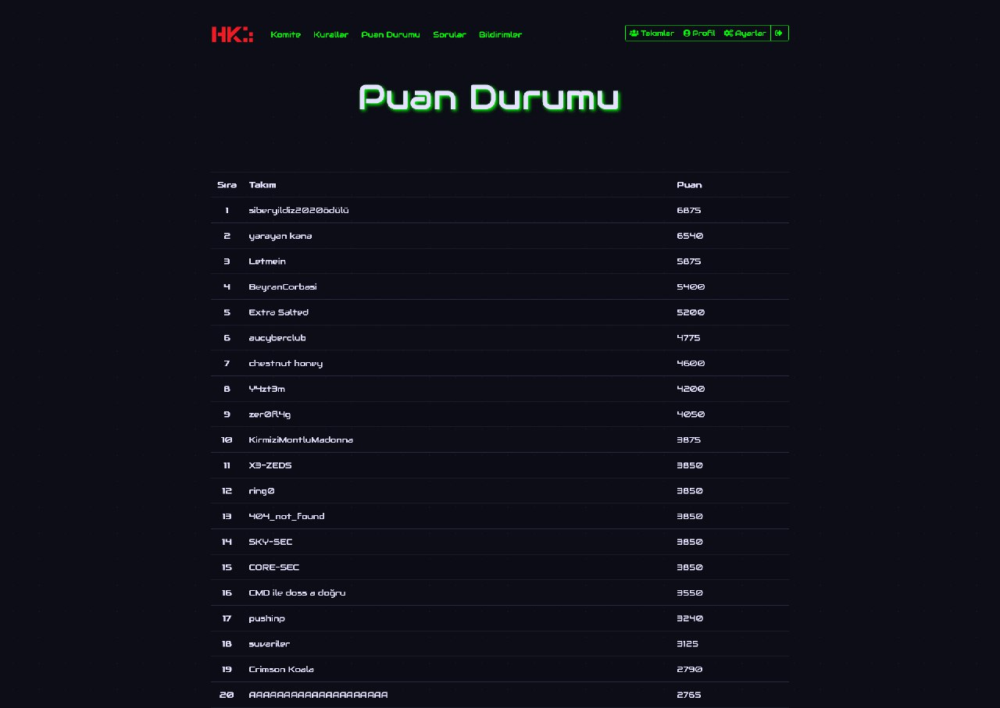 HK
Komite Kurallar Puan Durumu Sorular Bildirimler Takımlar Profil Ayarlar
Puan Durumu
Sıra Takım Puan
1 siberyildiz2020ödülü 6875
2 yarayan kana 6540
3 Letmein 5875
4 BeyranCorbasi 5400
5 Extra Salted 5200
6 aucyberclub 4775
7 chestnut honey 4600
8 Y4zt3m 4200
9 zer0fl4g 4050
10 KirmiziMontluMadonna 3875
11 X3-ZEDS 3850
12 ring0 3850
13 404_not_found 3850
14 SKY-SEC 3850
15 CORE-SEC 3850
16 CMD ile doss a doğru 3550
17 pushinp 3240
18 suvariler 3125
19 Crimson Koala 2790
20 AAAAAAAAAAAAAAAAAAA 2765